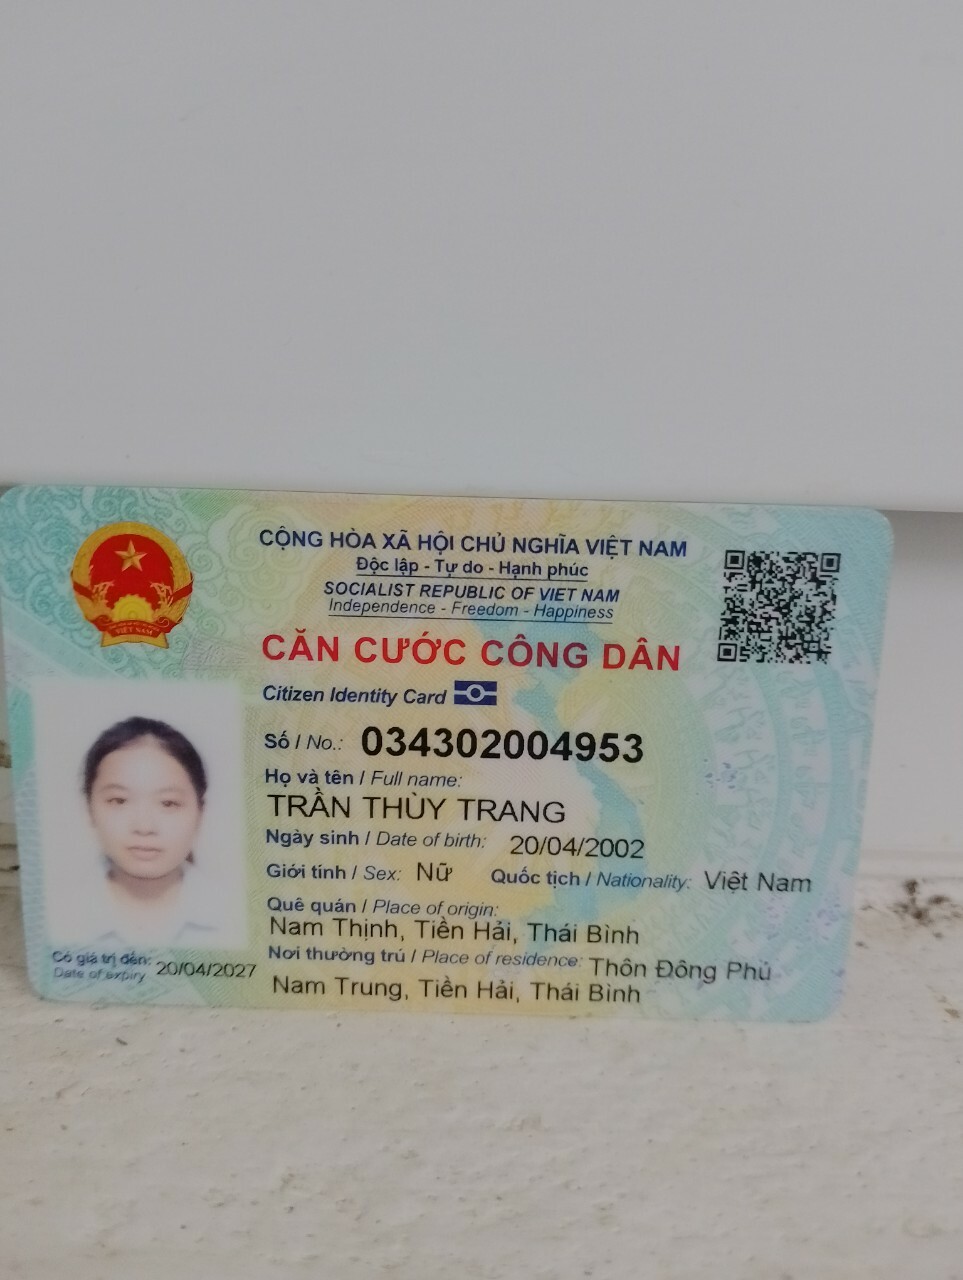 CỘNG HÒA XÃ HỘI CHỦ NGHĨA VIỆT NAM
Độc lập - Tự do - Hạnh phúc
SOCIALIST REPUBLIC OF VIET NAM
Independence - Freedom - Happiness
CĂN CƯỚC CÔNG DÂN
Citizen Identity Card
VIỆT NAM
Số / No.: 034302004953
Họ và tên / Full name:
TRẦN THÙY TRANG
Ngày sinh / Date of birth: 20/04/2002
Giới tính / Sex: Nữ Quốc tịch / Nationality: Việt Nam
Quê quán / Place of origin:
Nam Thịnh, Tiền Hải, Thái Bình
Nơi thường trú / Place of residence: Thôn Đông Phú
Nam Trung, Tiền Hải, Thái Bình
Có giá trị đến: 20/04/2027
Date of expiry